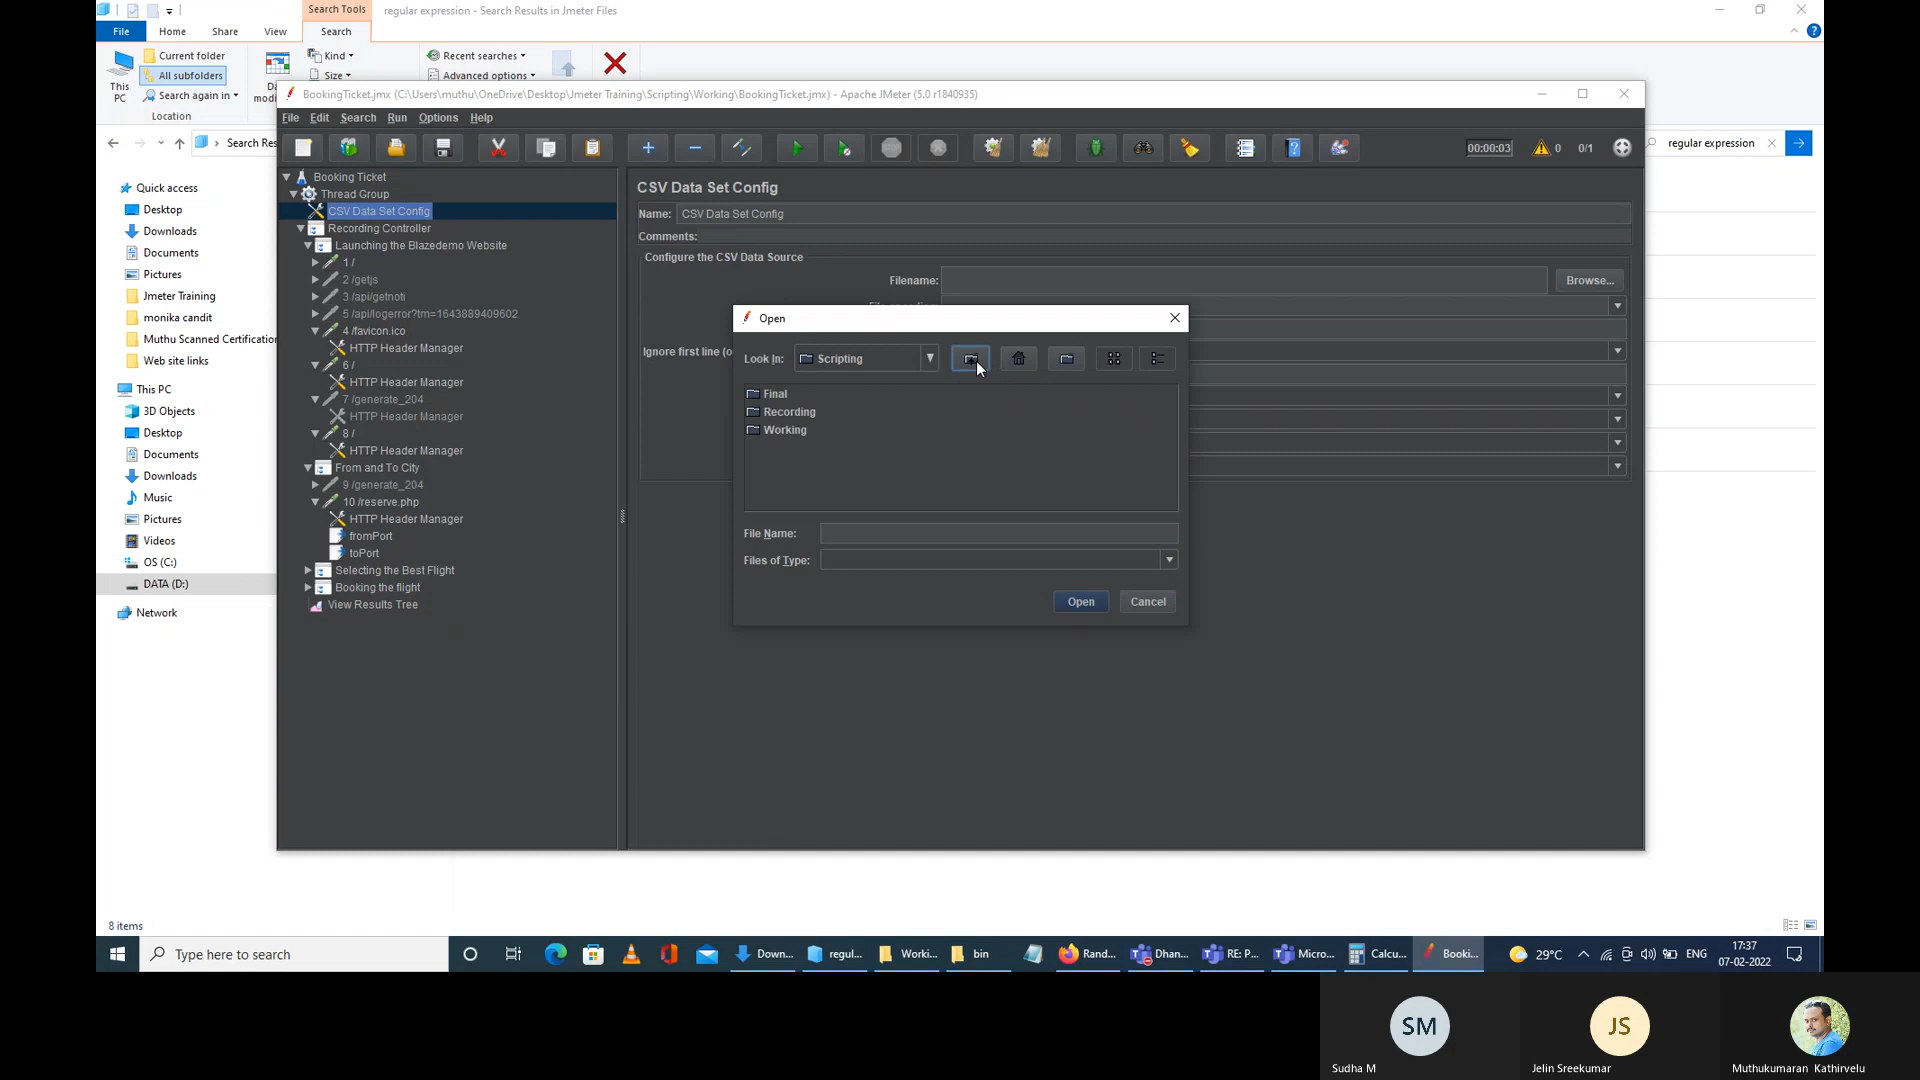 Search Tools
regular expression - Search Results in Jmeter Files
File
Home
Share
View
Search
This PC
Current folder
All subfolders
Search again in
Location
Kind
Size
Recent searches
Advanced options
BookingTicket.jmx (C:\Users\muthu\OneDrive\Desktop\Jmeter Training\Scripting\Working\BookingTicket.jmx) - Apache JMeter (5.0 r1840935)
File Edit Search Run Options Help
00:00:03
0
0/1
Search Res
regular expression
Quick access
Desktop
Downloads
Documents
Pictures
Jmeter Training
monika candit
Muthu Scanned Certification
Web site links
This PC
3D Objects
Desktop
Documents
Downloads
Music
Pictures
Videos
OS (C:)
DATA (D:)
Network
8 items
Booking Ticket
Thread Group
CSV Data Set Config
Recording Controller
Launching the Blazedemo Website
1 /
2 /getjs
3 /api/getnoti
5 /api/logerror?tm=1643889409602
4 /favicon.ico
HTTP Header Manager
6 /
HTTP Header Manager
7 /generate_204
HTTP Header Manager
8 /
HTTP Header Manager
From and To City
9 /generate_204
10 /reserve.php
HTTP Header Manager
fromPort
toPort
Selecting the Best Flight
Booking the flight
View Results Tree
CSV Data Set Config
Name: CSV Data Set Config
Comments:
Configure the CSV Data Source
Filename:
Browse...
Ignore first line (o
Open
Look In: Scripting
Final
Recording
Working
File Name:
Files of Type:
Open
Cancel
Type here to search
Down...
regul...
Worki...
bin
Rand...
Dhan...
RE: P...
Micro...
Calcu...
Booki...
29°C
ENG
17:37
07-02-2022
SM
JS
Sudha M
Jelin Sreekumar
Muthukumaran Kathirvelu